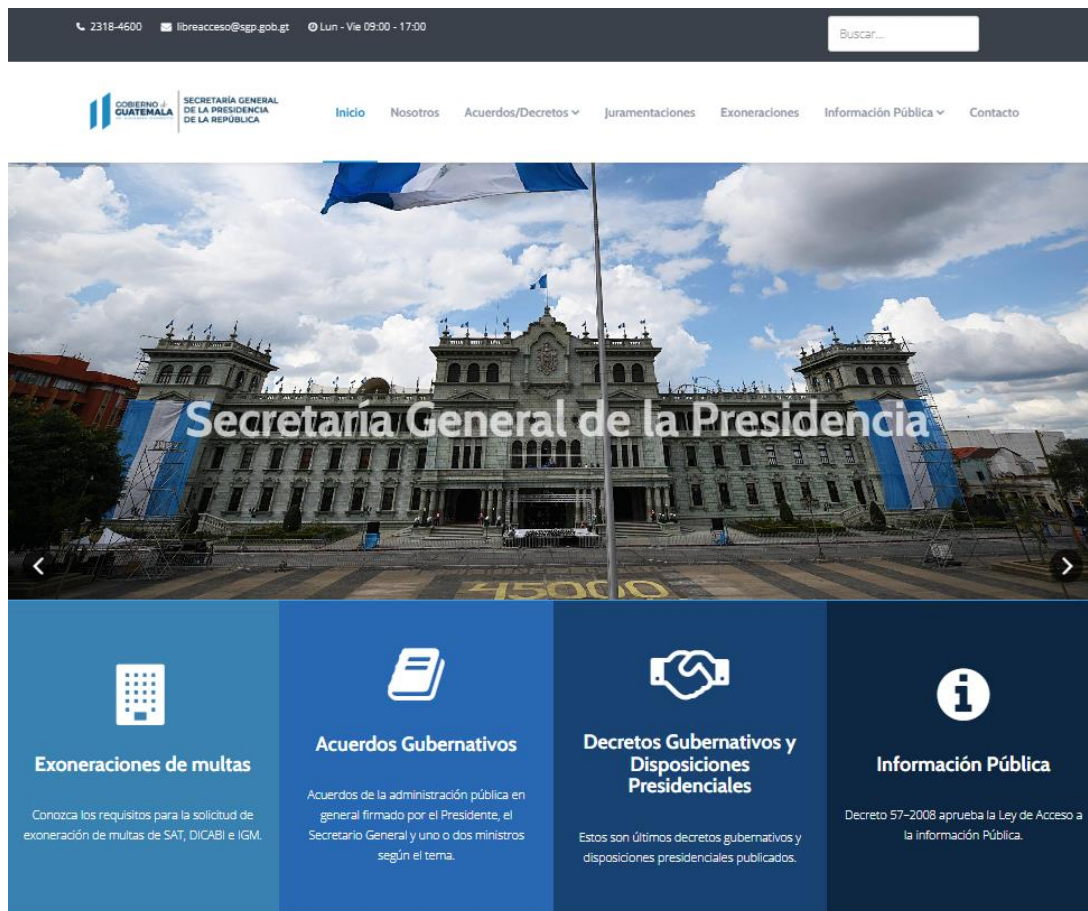 2318-4600 libreacceso@sgp.gob.gt Lun - Vie 09:00 - 17:00
Buscar...
GOBIERNO de
GUATEMALA
SECRETARÍA GENERAL
DE LA PRESIDENCIA
DE LA REPÚBLICA
Inicio Nosotros Acuerdos/Decretos Juramentaciones Exoneraciones Información Pública Contacto
Secretaría General de la Presidencia
45000
Exoneraciones de multas
Conozca los requisitos para la solicitud de
exoneración de multas de SAT, DICABI e IGM.
Acuerdos Gubernativos
Acuerdos de la administración pública en
general firmado por el Presidente, el
Secretario General y uno o dos ministros
según el tema.
Decretos Gubernativos y
Disposiciones
Presidenciales
Estos son últimos decretos gubernativos y
disposiciones presidenciales publicados.
Información Pública
Decreto 57-2008 aprueba la Ley de Acceso a
la información Pública.